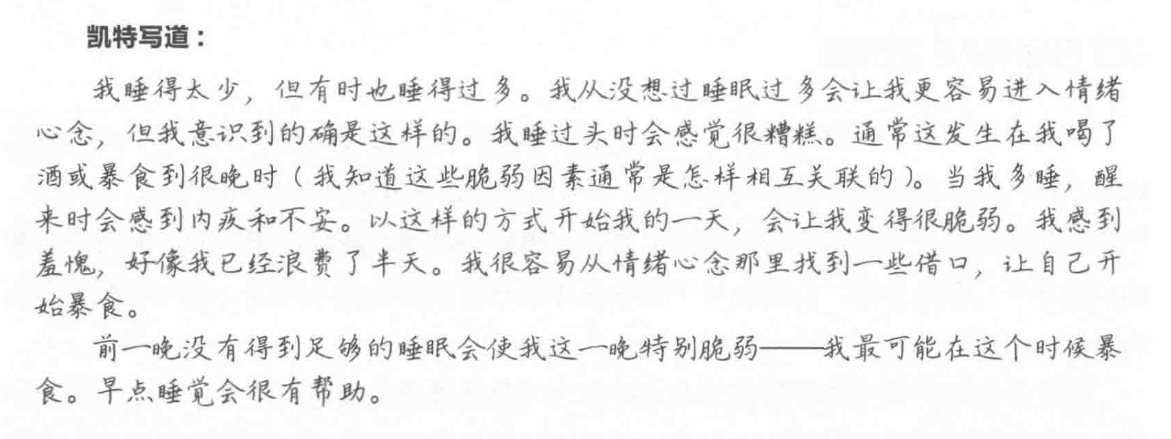 凯特写道：
我睡得太少，但有时也睡得过多。我从没想过睡眠过多会让我更容易进入情绪
心念，但我意识到的确是这样的。我睡过头时会感觉很糟糕。通常这发生在我喝了
酒或暴食到很晚时（我知道这些脆弱因素通常是怎样相互关联的）。当我多睡，醒
来时会感到内疚和不安。以这样的方式开始我的一天，会让我变得很脆弱。我感到
羞愧，好像我已经浪费了半天。我很容易从情绪心念那里找到一些借口，让自己开
始暴食。
前一晚没有得到足够的睡眠会使我这一晚特别脆弱——我最可能在这个时候暴
食。早点睡觉会很有帮助。